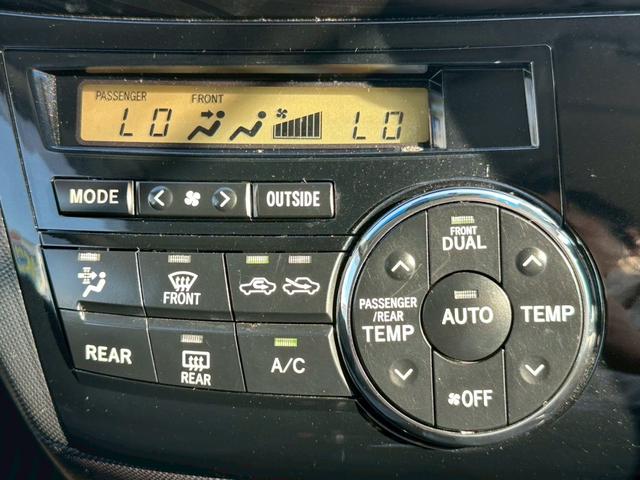 PASSENGER FRONT
LO LO
MODE OUTSIDE
FRONT
DUAL
FRONT
PASSENGER
/REAR
TEMP
AUTO
TEMP
REAR
REAR
A/C
OFF